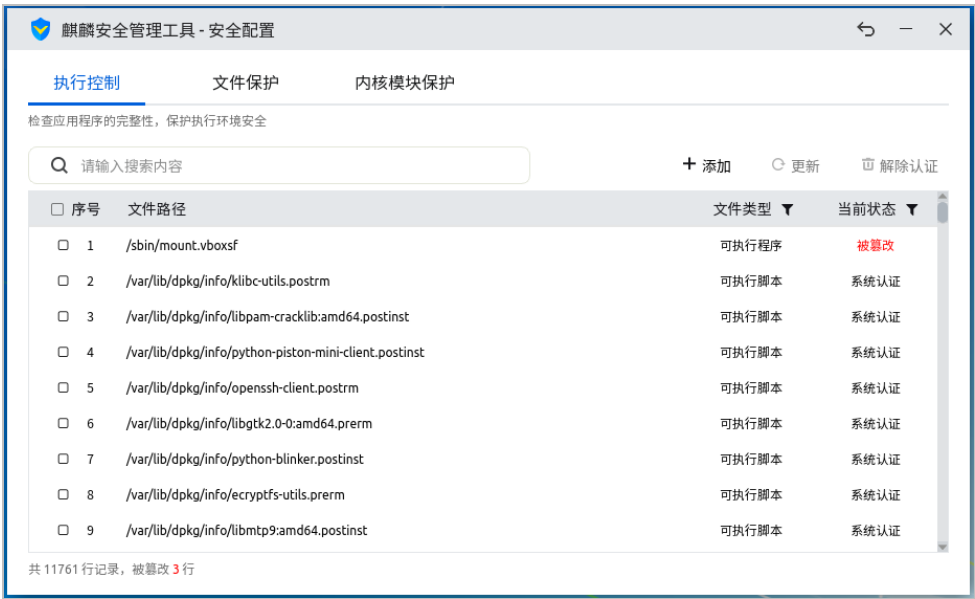 麒麟安全管理工具 - 安全配置
执行控制 文件保护 内核模块保护
检查应用程序的完整性，保护执行环境安全
请输入搜索内容 添加 更新 解除认证
序号 文件路径 文件类型 当前状态
1 /sbin/mount.vboxsf 可执行程序 被篡改
2 /var/lib/dpkg/info/klibc-utils.postrm 可执行脚本 系统认证
3 /var/lib/dpkg/info/libpam-cracklib:amd64.postinst 可执行脚本 系统认证
4 /var/lib/dpkg/info/python-piston-mini-client.postinst 可执行脚本 系统认证
5 /var/lib/dpkg/info/openssh-client.postrm 可执行脚本 系统认证
6 /var/lib/dpkg/info/libgtk2.0-0:amd64.prerm 可执行脚本 系统认证
7 /var/lib/dpkg/info/python-blinker.postinst 可执行脚本 系统认证
8 /var/lib/dpkg/info/ecryptfs-utils.prerm 可执行脚本 系统认证
9 /var/lib/dpkg/info/libmtp9:amd64.postinst 可执行脚本 系统认证
共 11761 行记录，被篡改 3 行